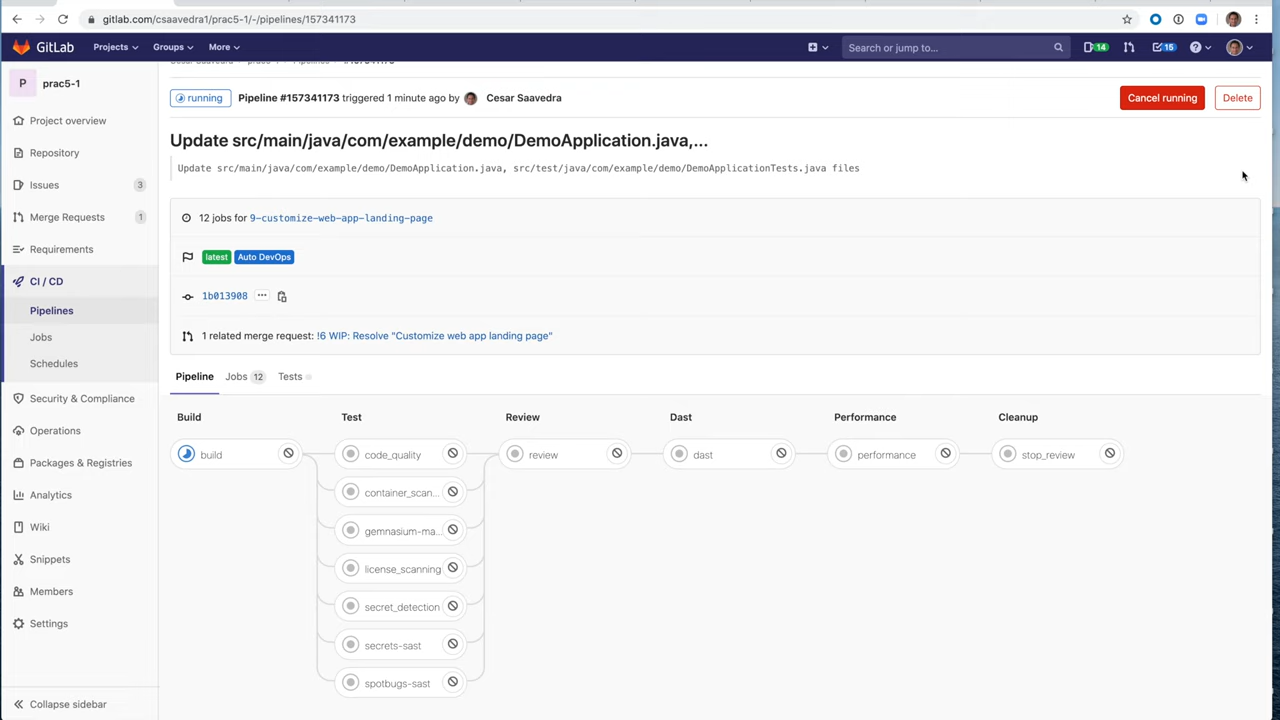 gitlab.com/csaavedra1/prac5-1/-/pipelines/157341173
GitLab Projects Groups More Search or jump to... 14 15
P prac5-1
Project overview
Repository
Issues 3
Merge Requests 1
Requirements
CI / CD
Pipelines
Jobs
Schedules
Security & Compliance
Operations
Packages & Registries
Analytics
Wiki
Snippets
Members
Settings
Collapse sidebar
running Pipeline #157341173 triggered 1 minute ago by Cesar Saavedra Cancel running Delete
Update src/main/java/com/example/demo/DemoApplication.java,...
Update src/main/java/com/example/demo/DemoApplication.java, src/test/java/com/example/demo/DemoApplicationTests.java files
12 jobs for 9-customize-web-app-landing-page
latest Auto DevOps
1b013908 ...
1 related merge request: !6 WIP: Resolve "Customize web app landing page"
Pipeline Jobs 12 Tests
Build Test Review Dast Performance Cleanup
build code_quality review dast performance stop_review
container_scan...
gemnasium-ma...
license_scanning
secret_detection
secrets-sast
spotbugs-sast